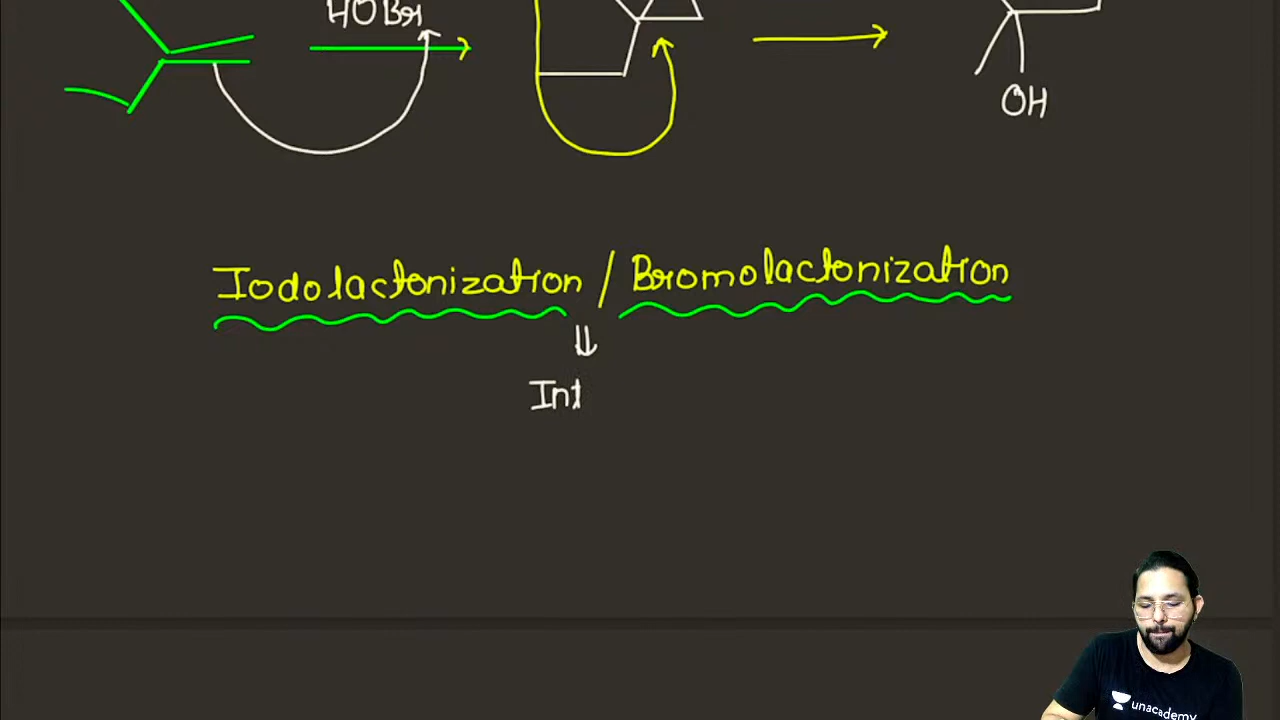 HOBr
OH
Iodolactonization / Bromolactonization
⇓
Int
unacademy